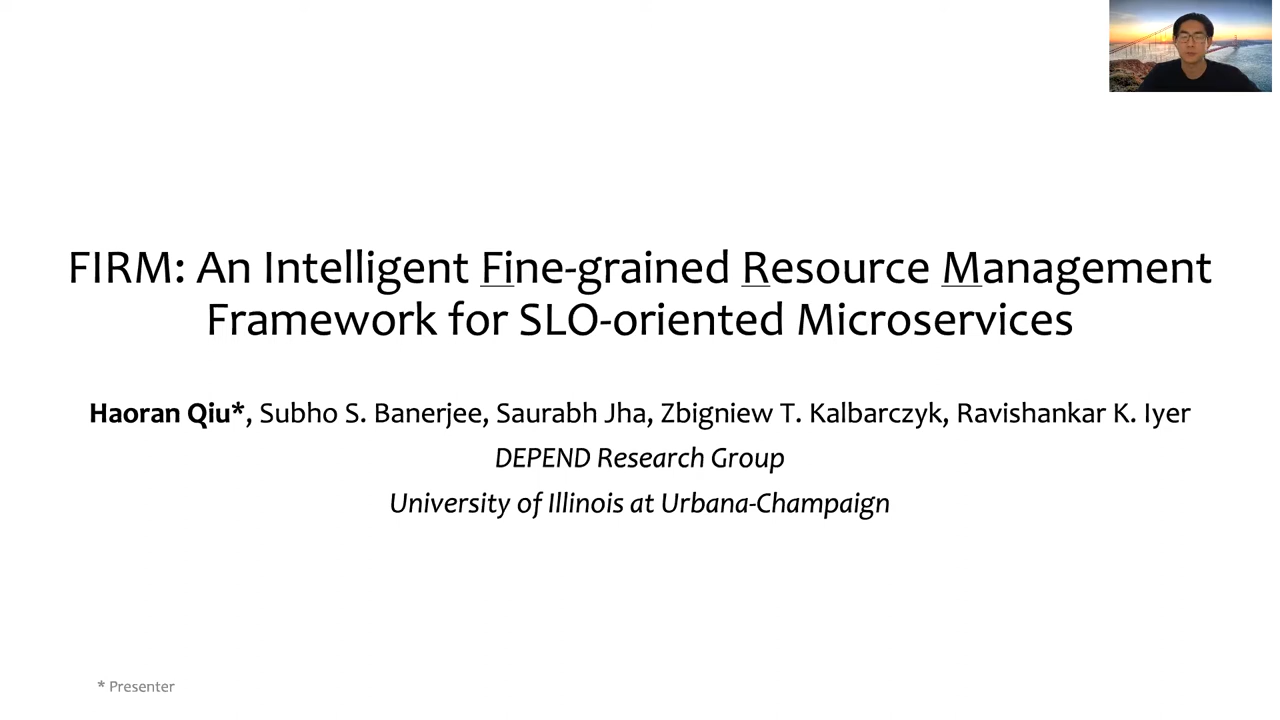 FIRM: An Intelligent Fine-grained Resource Management
Framework for SLO-oriented Microservices
Haoran Qiu*, Subho S. Banerjee, Saurabh Jha, Zbigniew T. Kalbarczyk, Ravishankar K. Iyer
DEPEND Research Group
University of Illinois at Urbana-Champaign
* Presenter